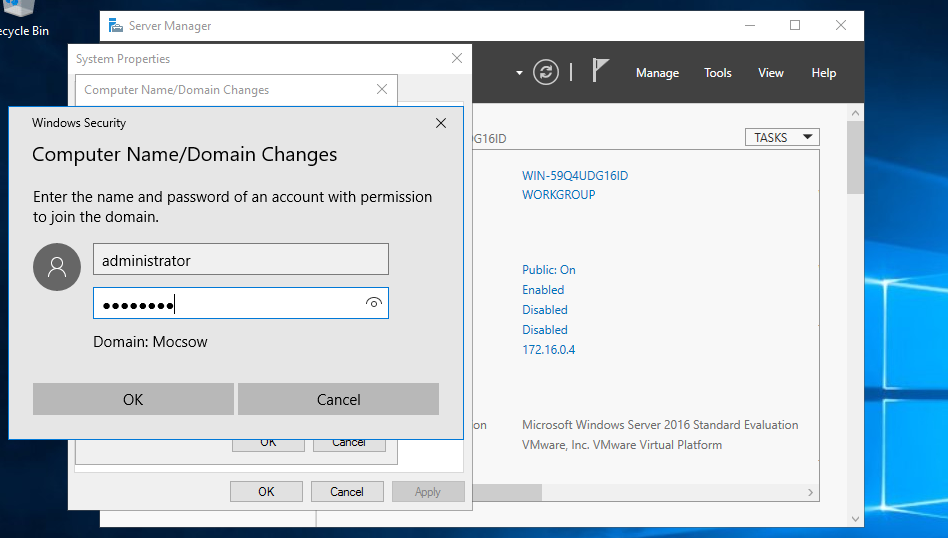 ecycle Bin
Server Manager
System Properties
Computer Name/Domain Changes
Manage Tools View Help
Windows Security
Computer Name/Domain Changes
Enter the name and password of an account with permission
to join the domain.
administrator
●●●●●●●●
Domain: Mocsow
OK Cancel
OK Cancel
OK Cancel Apply
DG16ID
TASKS
WIN-59Q4UDG16ID
WORKGROUP
Public: On
Enabled
Disabled
Disabled
172.16.0.4
on
Microsoft Windows Server 2016 Standard Evaluation
VMware, Inc. VMware Virtual Platform